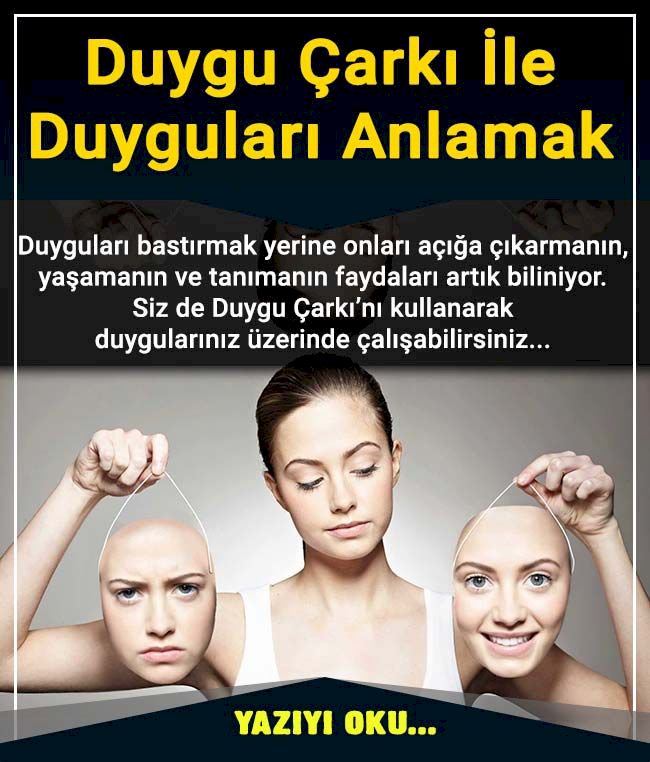 Duygu Çarkı İle
Duyguları Anlamak
Duyguları bastırmak yerine onları açığa çıkarmanın,
yaşamanın ve tanımanın faydaları artık biliniyor.
Siz de Duygu Çarkı’nı kullanarak
duygularınız üzerinde çalışabilirsiniz...
YAZIYI OKU...